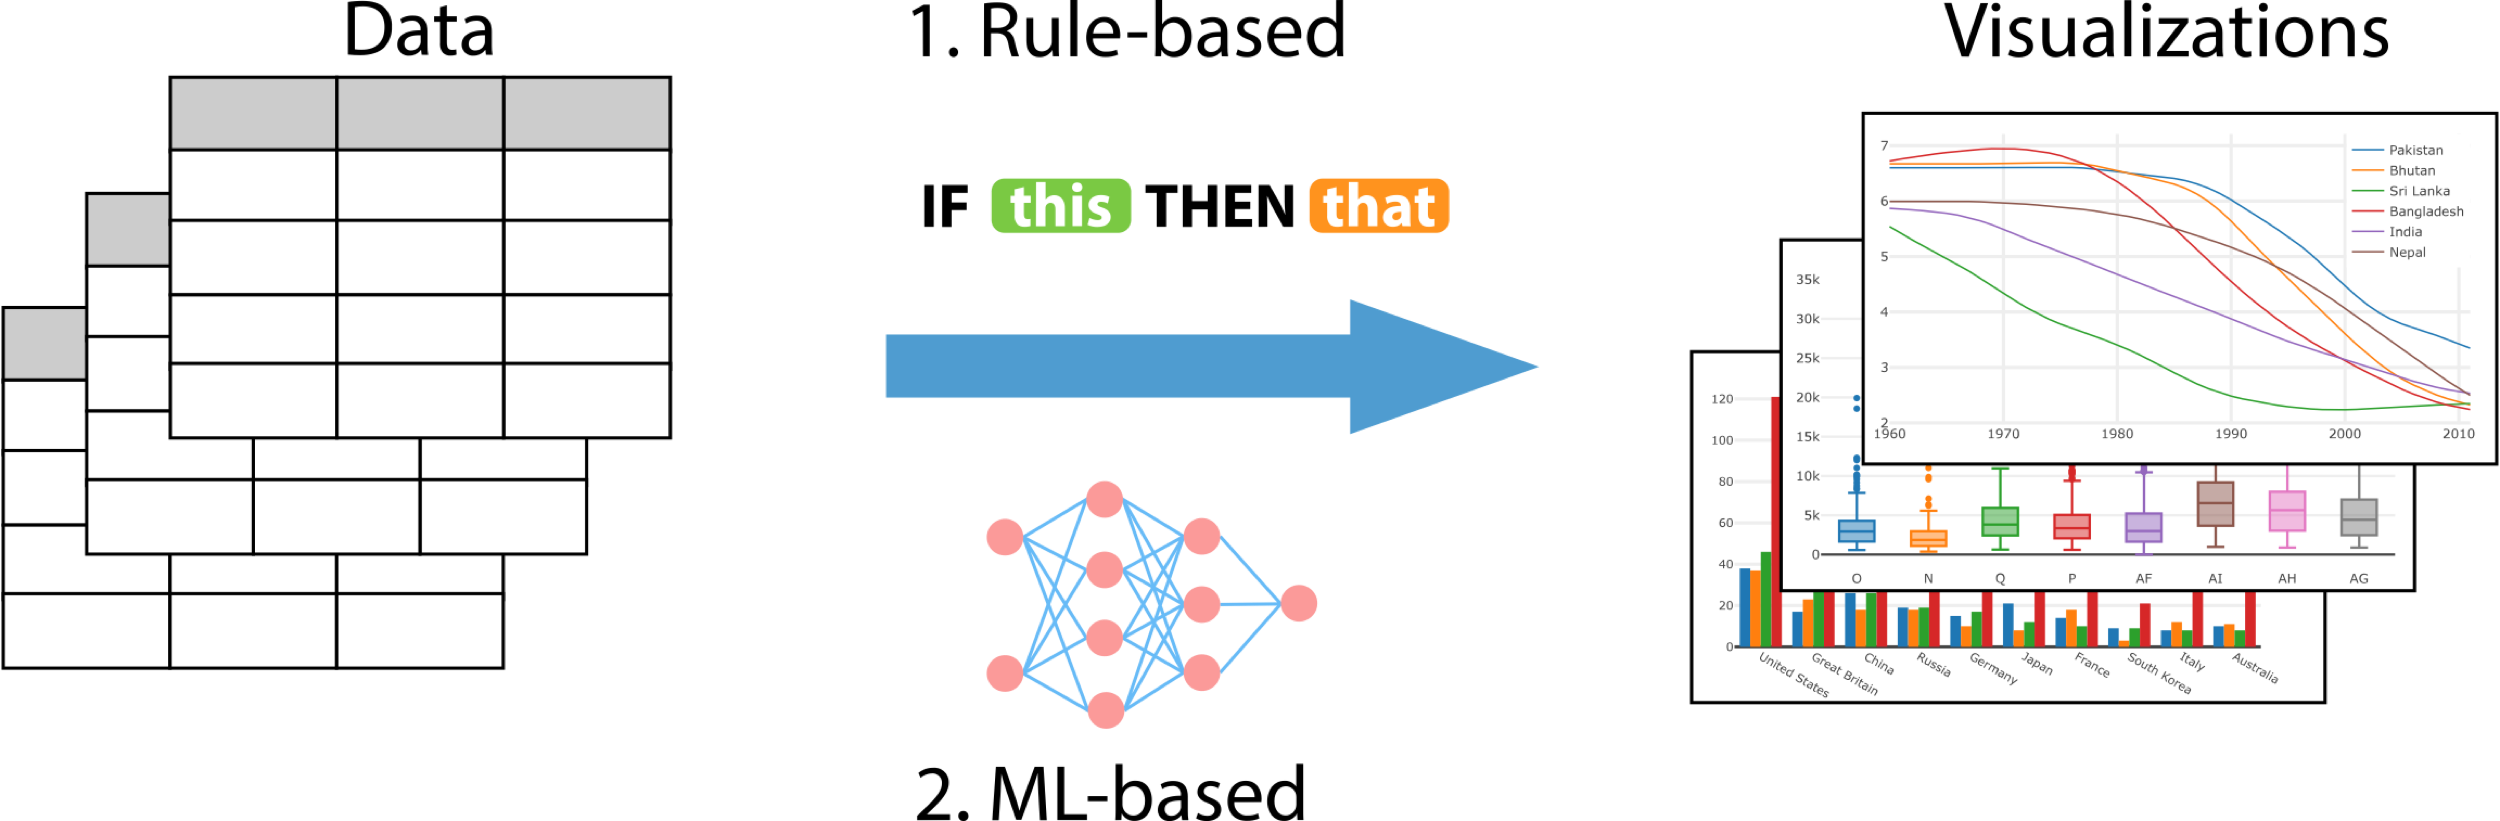 Data
1. Rule-based
Visualizations
IF this THEN that
2. ML-based
7
6
5
4
3
2
1960 1970 1980 1990 2000 2010
Pakistan
Bhutan
Sri Lanka
Bangladesh
India
Nepal
35k
30k
25k
20k
15k
10k
5k
0
O N Q P AF AI AH AG
120
100
80
60
40
20
0
United States Great Britain China Russia Germany Japan France South Korea Italy Australia